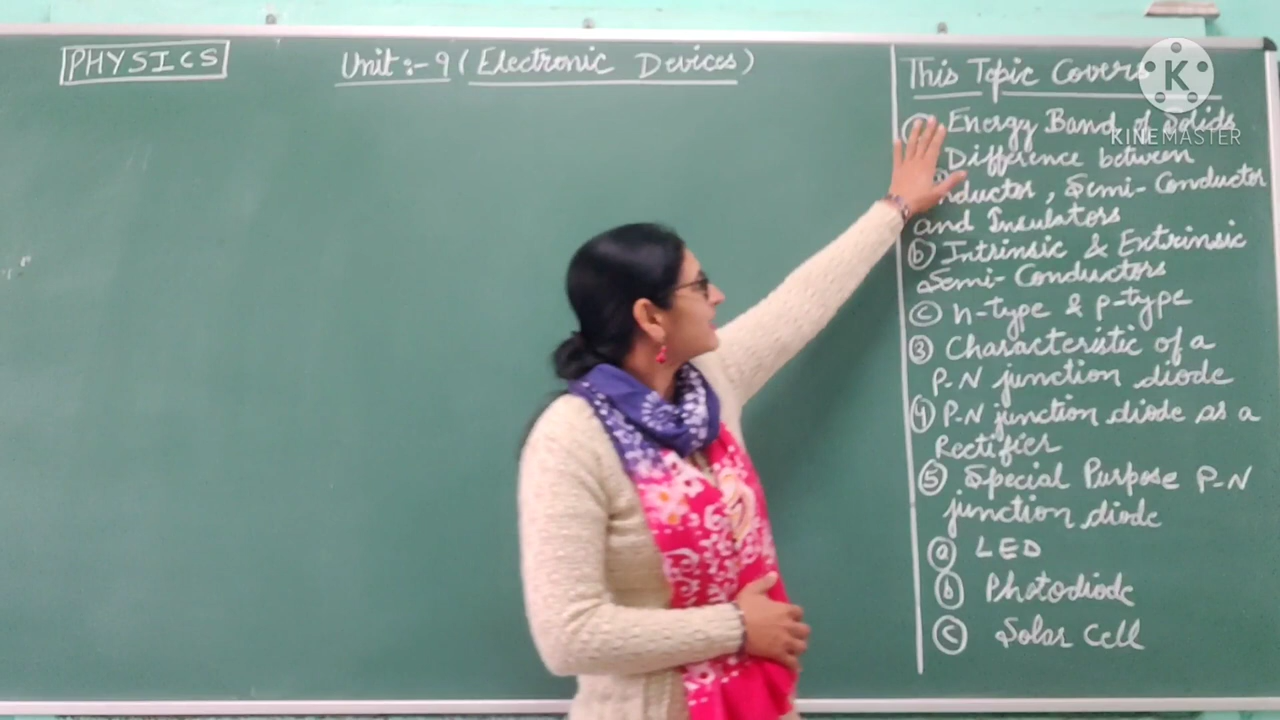 PHYSICS
Unit:- 9 (Electronic Devices)
This Topic Covers
Energy Band of Solids
Difference between
nductor, Semi-Conductor
and Insulators
(b) Intrinsic & Extrinsic
Semi-Conductors
(c) n-type & p-type
(3) Characteristic of a
P-N junction diode
(4) P-N junction diode as a
Rectifier
(5) Special Purpose P-N
junction diode
(a) LED
(b) Photodiode
(c) Solar Cell
K
KINEMASTER